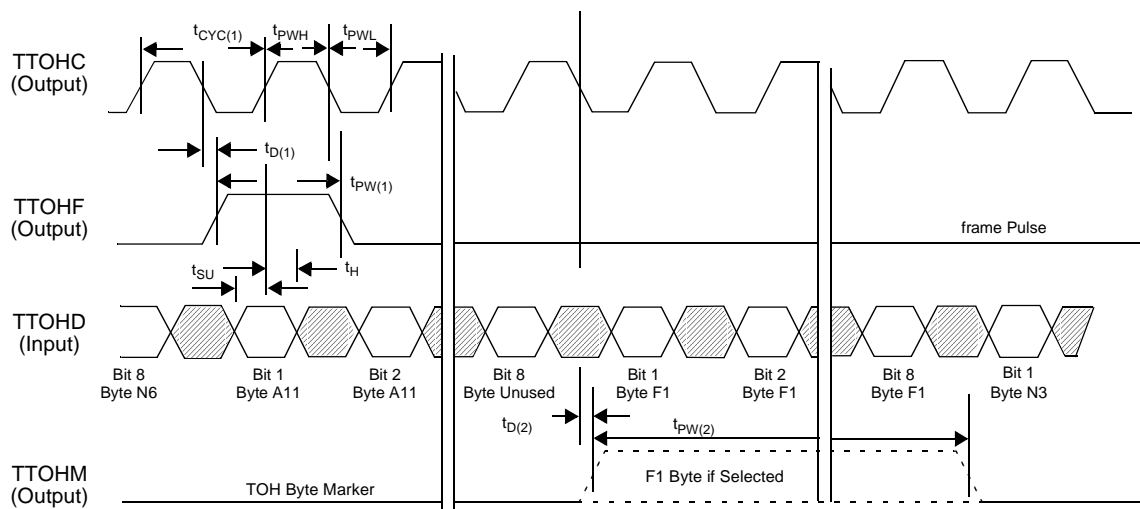 tCYC(1) tPWH tPWL
TTOHC
(Output)
tD(1)
tPW(1)
TTOHF
(Output)
frame Pulse
tSU tH
TTOHD
(Input)
Bit 8 Bit 1 Bit 2 Bit 8 Bit 1 Bit 2 Bit 8 Bit 1
Byte N6 Byte A11 Byte A11 Byte Unused Byte F1 Byte F1 Byte F1 Byte N3
tD(2) tPW(2)
TTOHM
(Output)
TOH Byte Marker F1 Byte if Selected